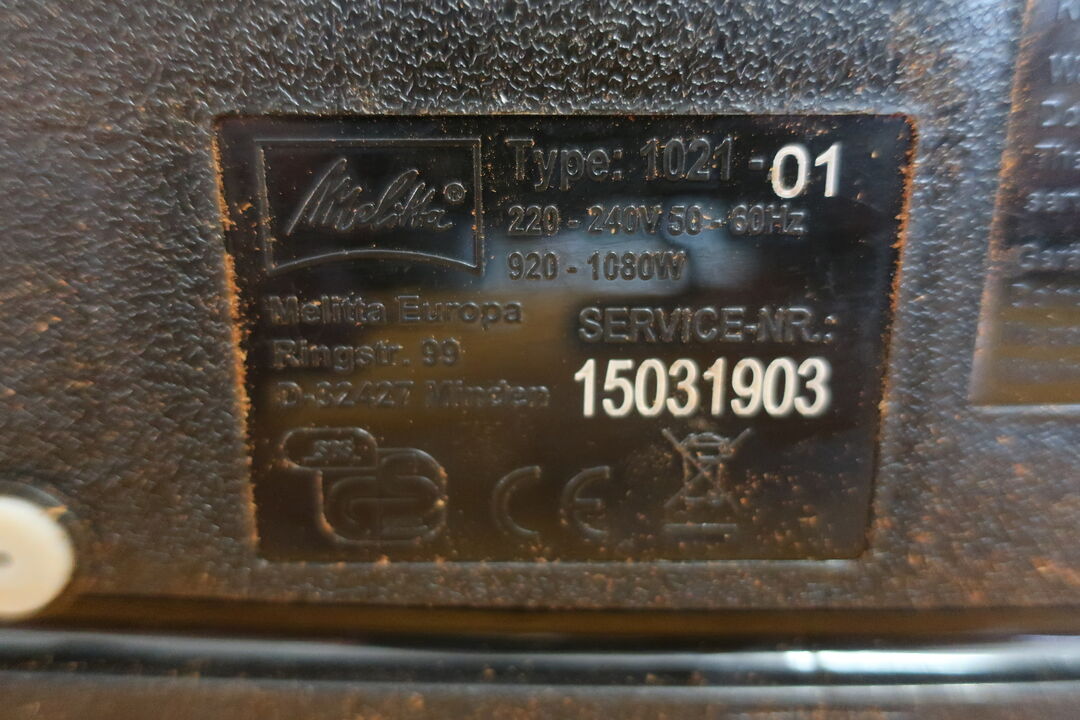 Melitta®
Type: 1021 - 01
220 - 240V 50 - 60Hz
920 - 1080W
Melitta Europa
Ringstr. 99
D-32427 Minden
SERVICE-NR.:
15031903
CE